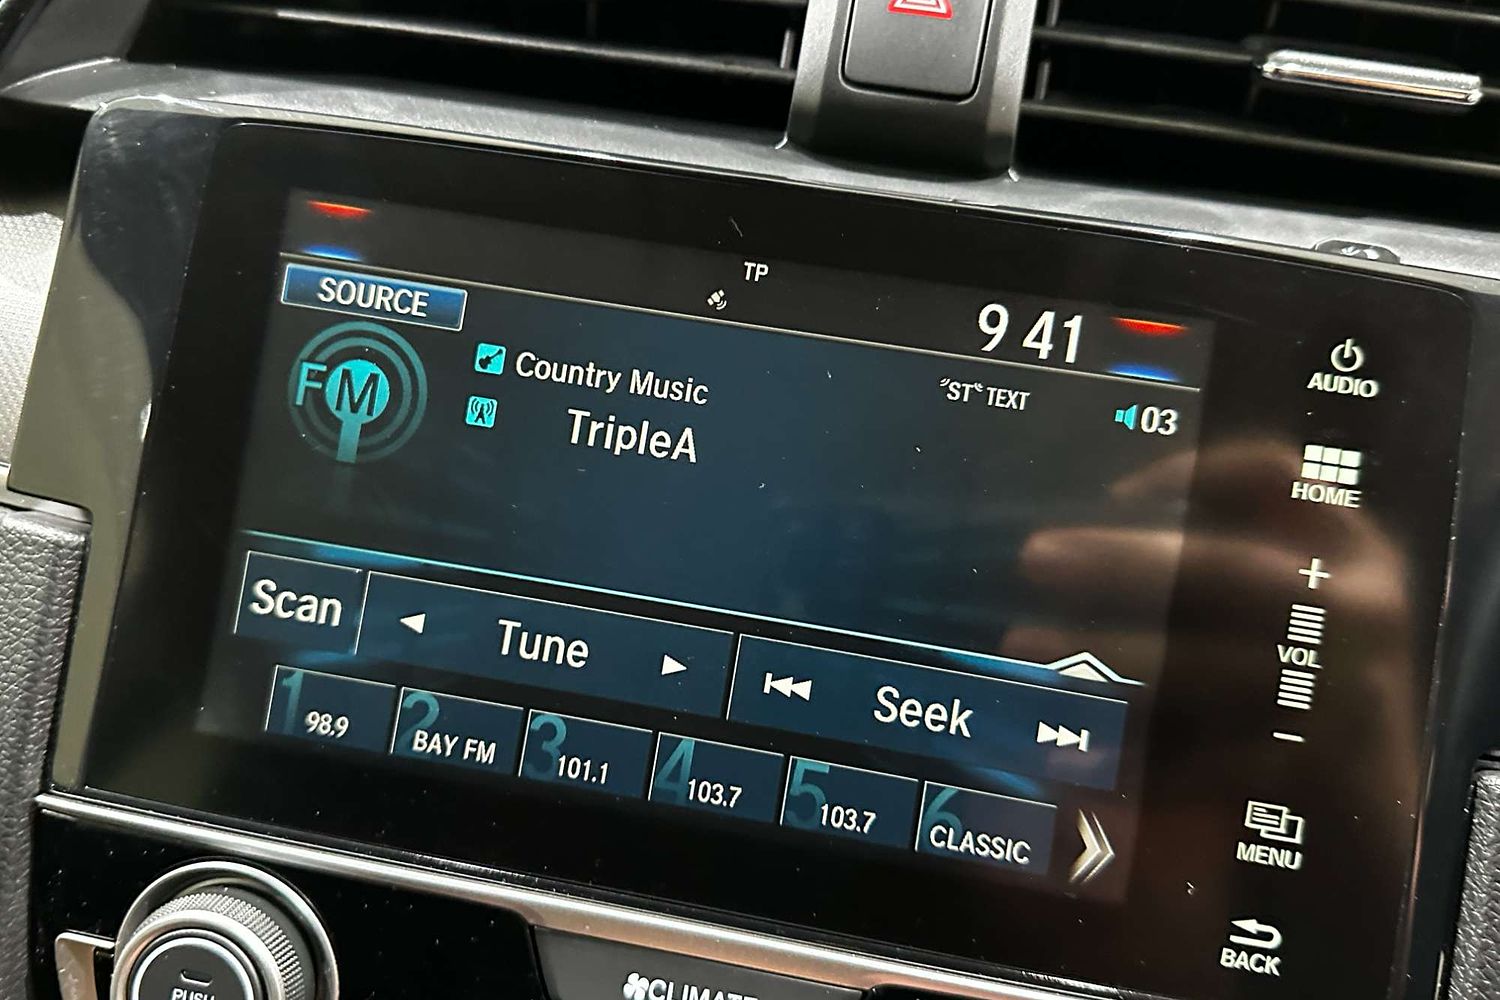 TP
9 41
SOURCE
FM
Country Music
TripleA
ST TEXT
03
Scan
Tune
Seek
1 98.9
2 BAY FM
3 101.1
4 103.7
5 103.7
6 CLASSIC
AUDIO
HOME
+
VOL
−
MENU
BACK
PUSH
CLIMATE